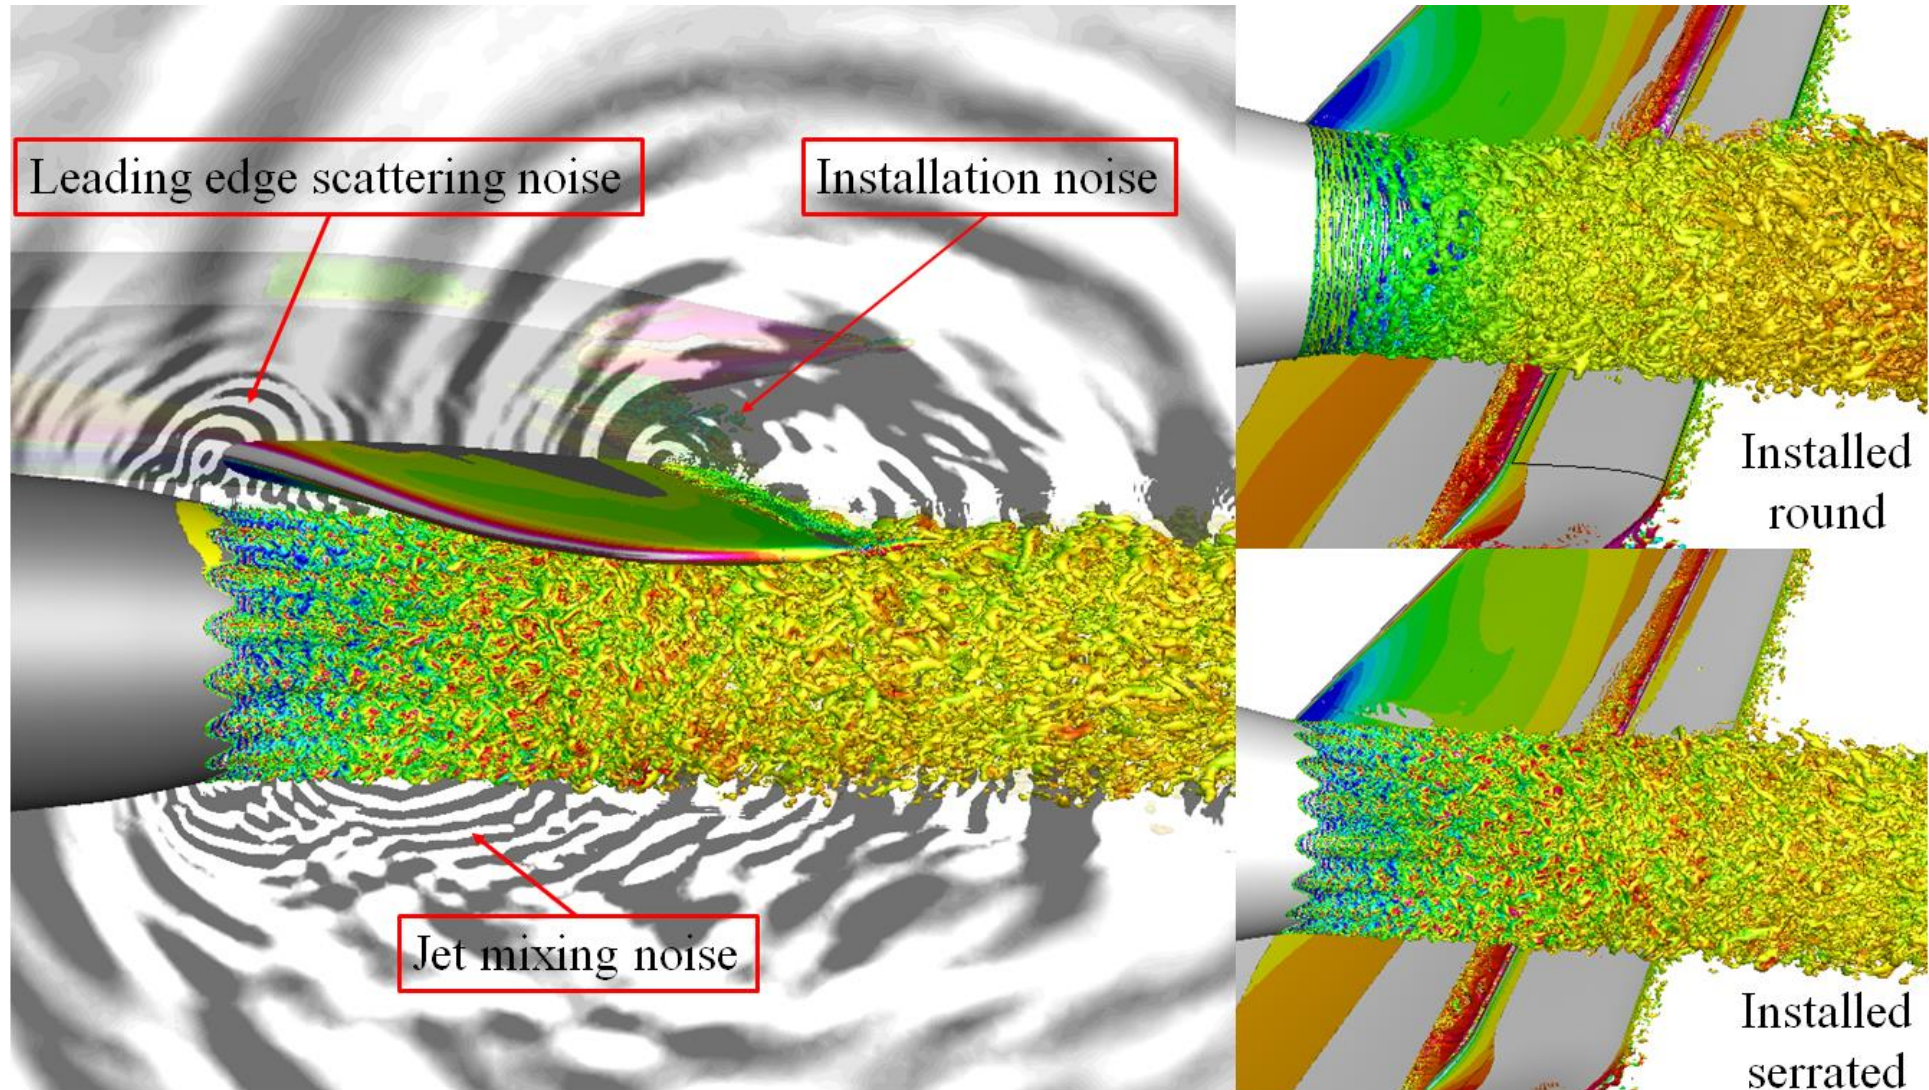 Leading edge scattering noise
Installation noise
Jet mixing noise
Installed
round
Installed
serrated